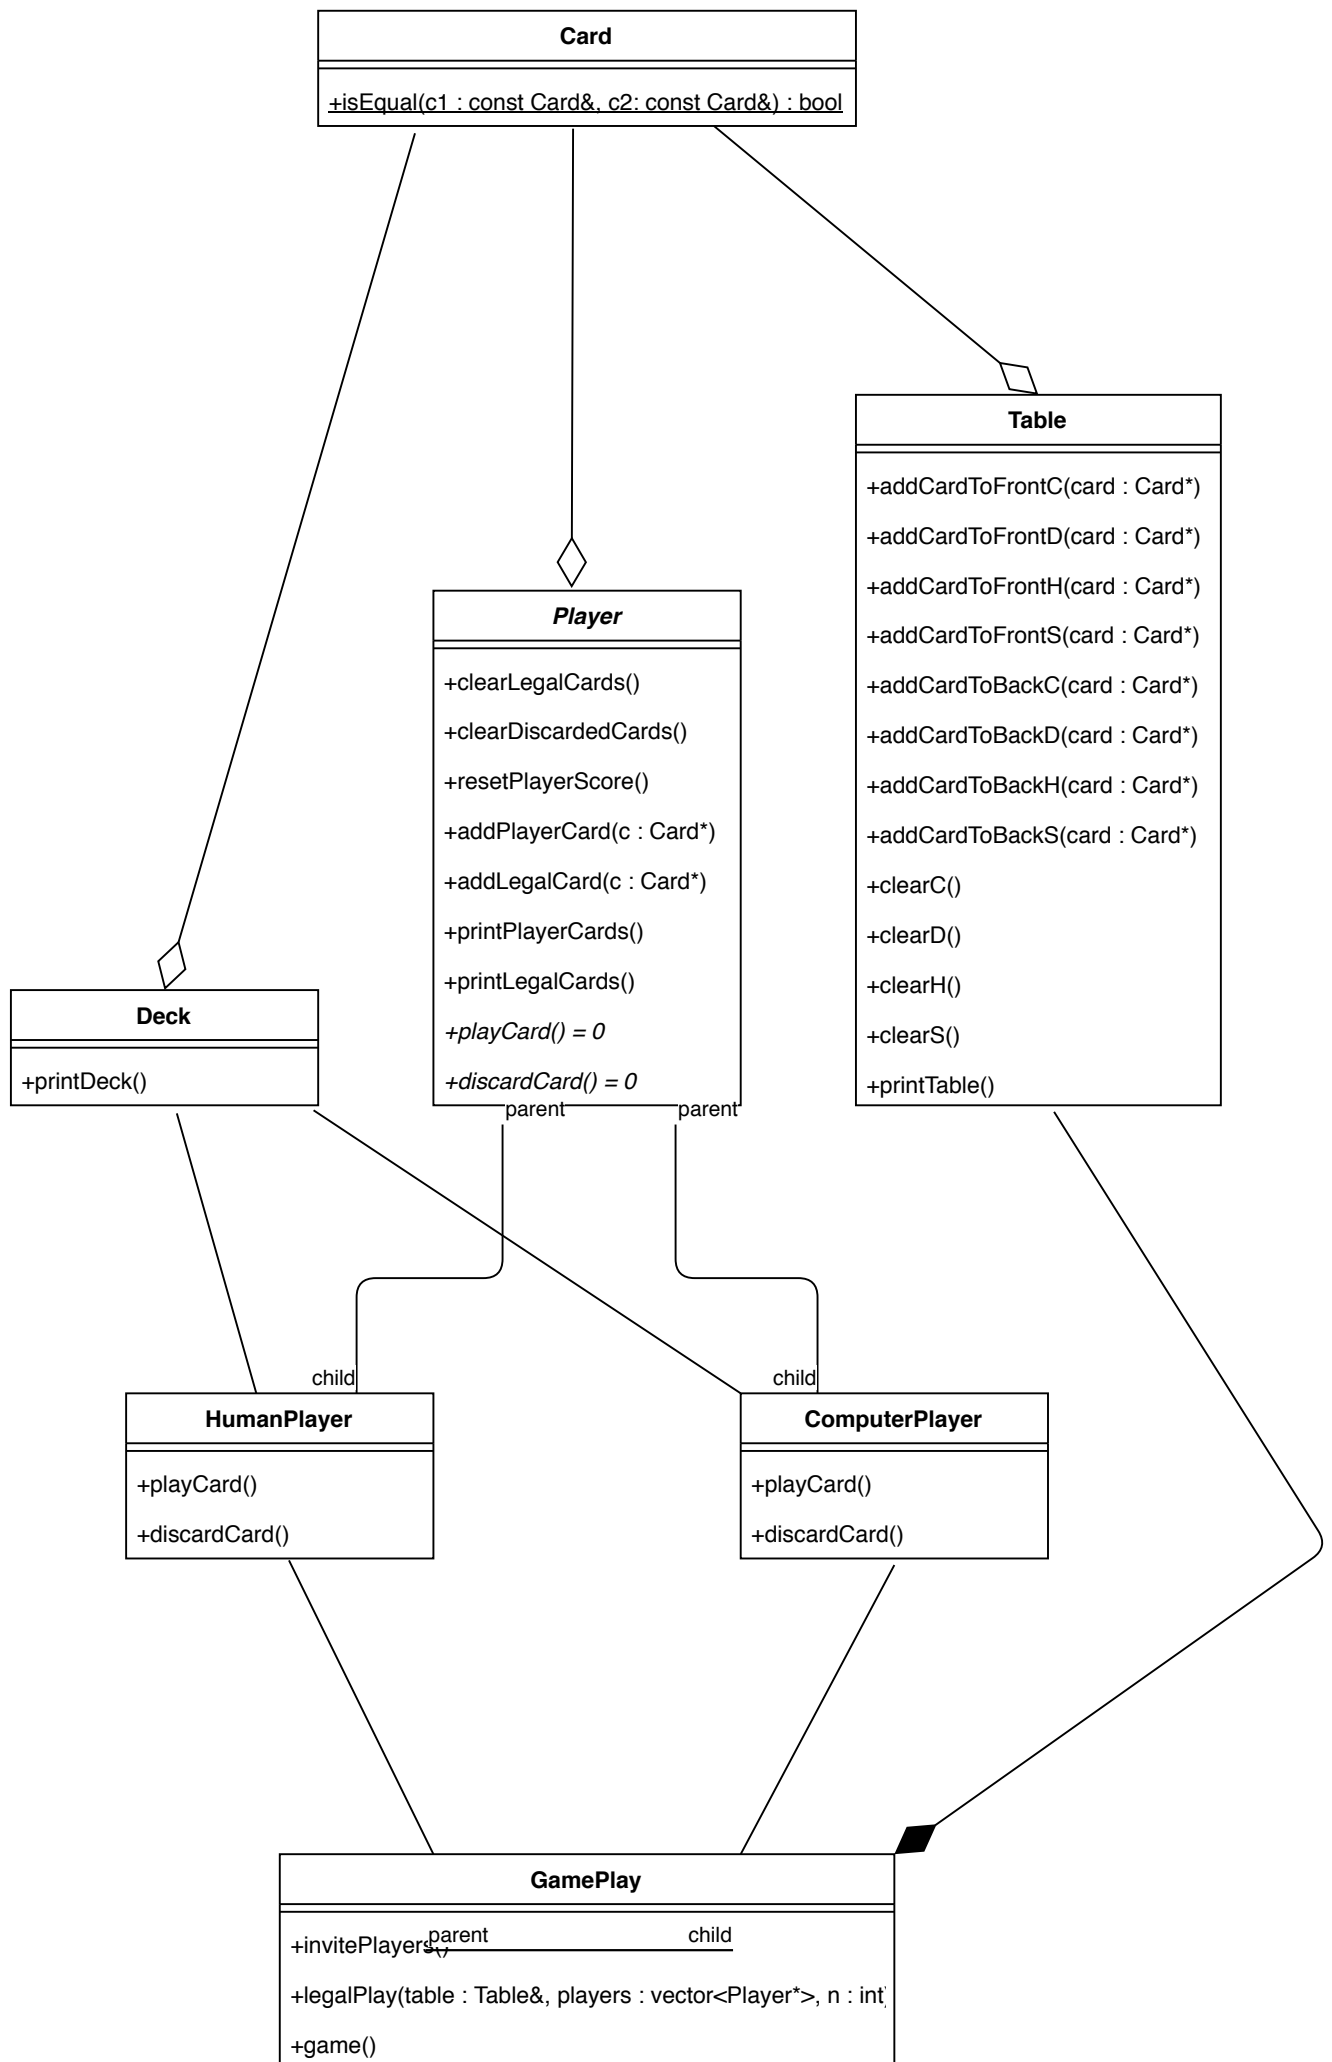 Card
+isEqual(c1 : const Card&, c2: const Card&) : bool
Table
+addCardToFrontC(card : Card*)
+addCardToFrontD(card : Card*)
+addCardToFrontH(card : Card*)
+addCardToFrontS(card : Card*)
+addCardToBackC(card : Card*)
+addCardToBackD(card : Card*)
+addCardToBackH(card : Card*)
+addCardToBackS(card : Card*)
+clearC()
+clearD()
+clearH()
+clearS()
+printTable()
Player
+clearLegalCards()
+clearDiscardedCards()
+resetPlayerScore()
+addPlayerCard(c : Card*)
+addLegalCard(c : Card*)
+printPlayerCards()
+printLegalCards()
+playCard() = 0
+discardCard() = 0
parent
parent
Deck
+printDeck()
child
child
HumanPlayer
+playCard()
+discardCard()
ComputerPlayer
+playCard()
+discardCard()
GamePlay
+invitePlayers()
parent
child
+legalPlay(table : Table&, players : vector<Player*>, n : int)
+game()